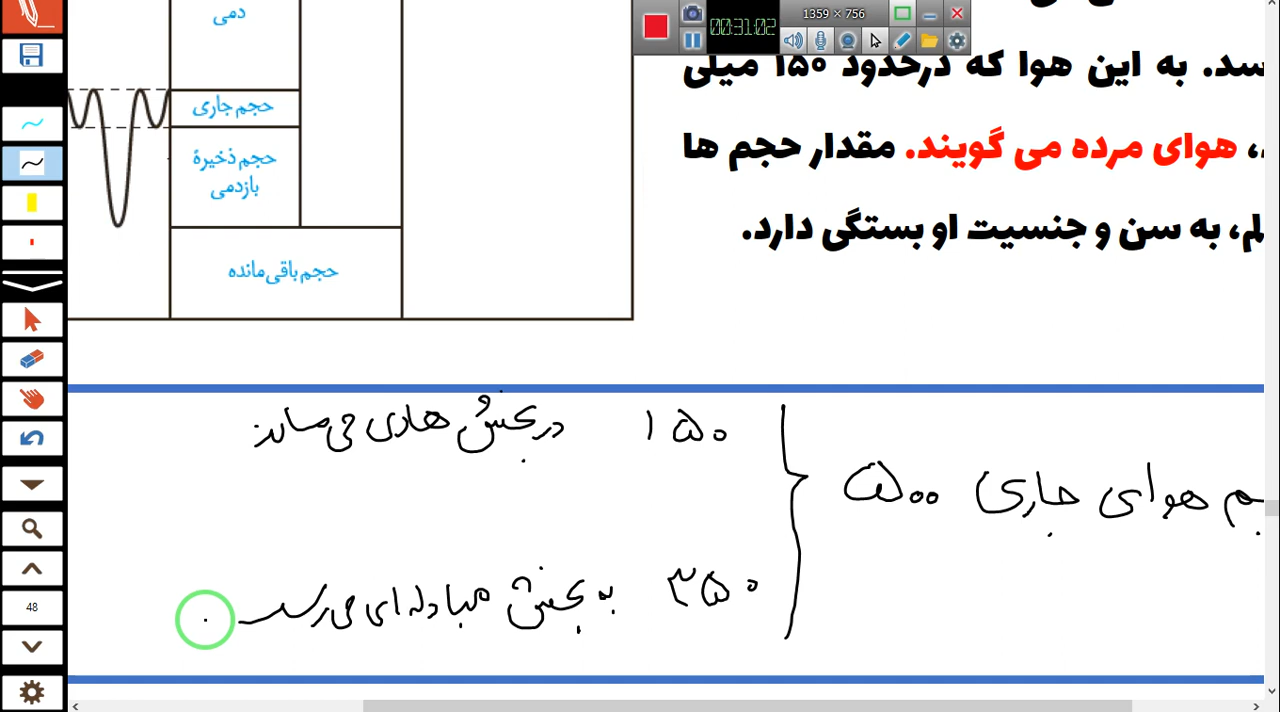 00:31:02
1359 × 756
دمی
حجم جاری
حجم ذخیرهٔ
بازدمی
حجم باقی مانده
سد. به این هوا که درحدود ۱۵۰ میلی
، هوای مرده می گویند. مقدار حجم ها
لم، به سن و جنسیت او بستگی دارد.
جم هوای جاری ۵۰۰
۱۵۰ در بخش هادی می ماند
۳۵۰ به بخش مبادله ای می رسد
48